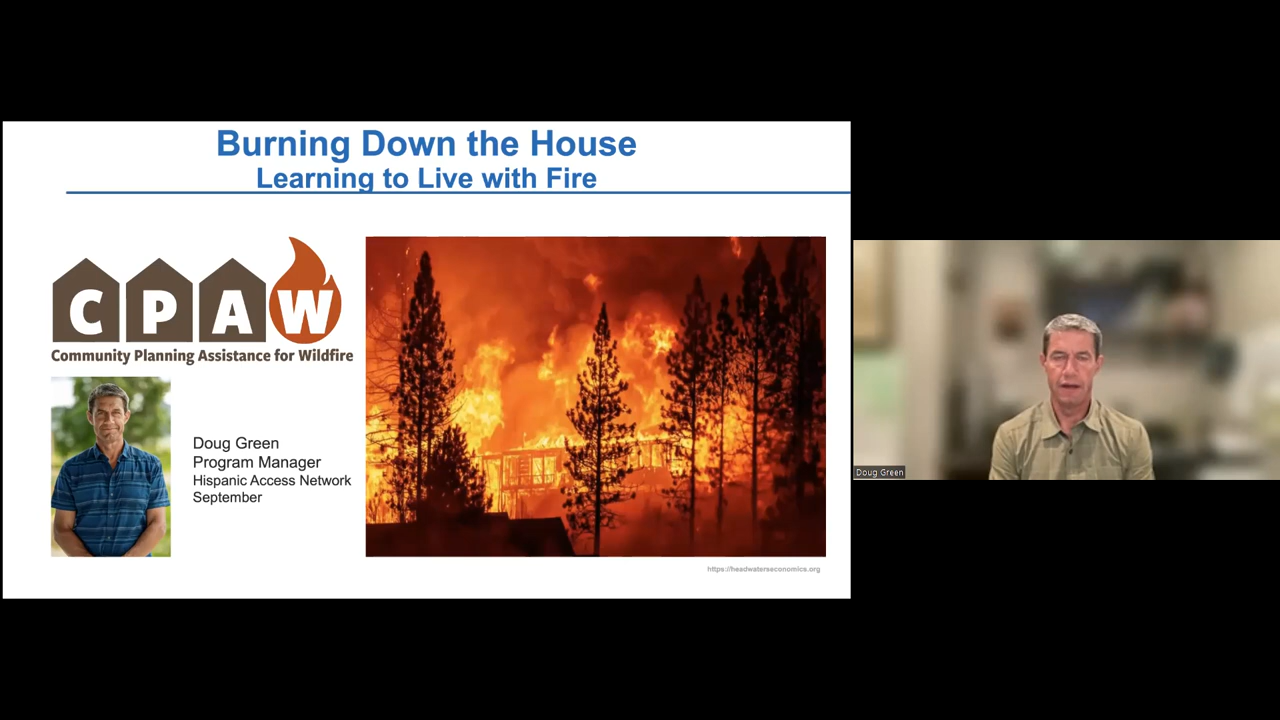 Burning Down the House
Learning to Live with Fire
CPAW
Community Planning Assistance for Wildfire
Doug Green
Program Manager
Hispanic Access Network
September
https://headwaterseconomics.org
Doug Green